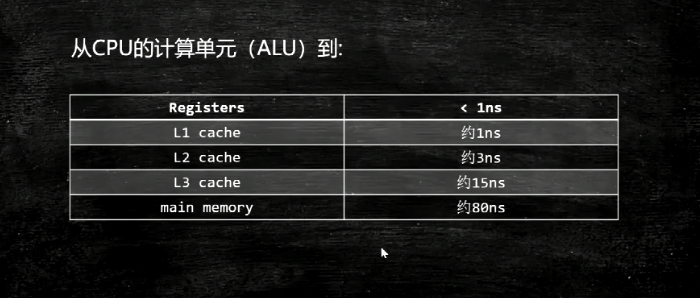 从CPU的计算单元（ALU）到:
Registers < 1ns
L1 cache 约1ns
L2 cache 约3ns
L3 cache 约15ns
main memory 约80ns